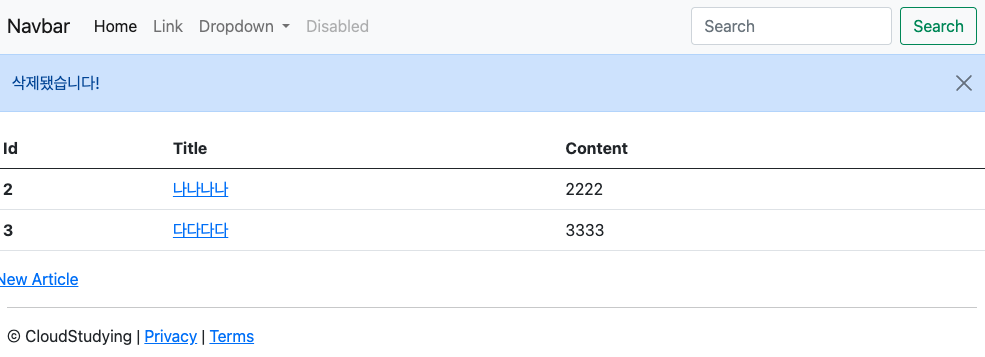 Navbar Home Link Dropdown Disabled Search Search
삭제됐습니다!
Id Title Content
2 나나나나 2222
3 다다다다 3333
New Article
© CloudStudying | Privacy | Terms